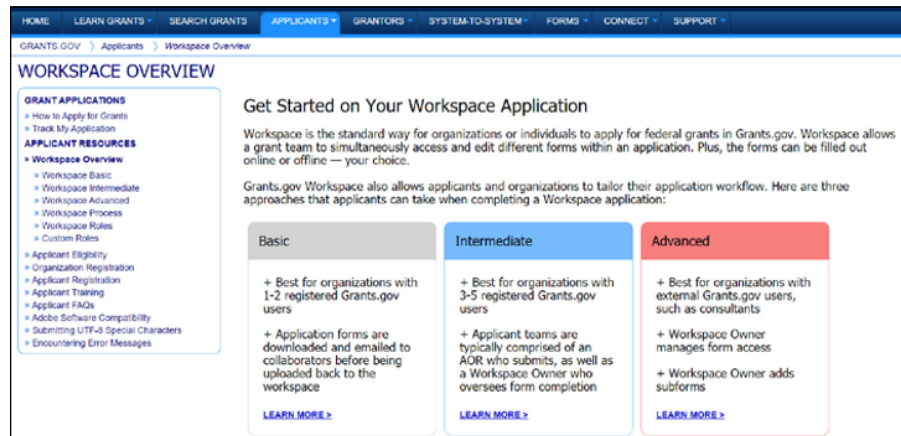 HOME LEARN GRANTS SEARCH GRANTS APPLICANTS GRANTORS SYSTEM-TO-SYSTEM FORMS CONNECT SUPPORT
GRANTS.GOV Applicants Workspace Overview
WORKSPACE OVERVIEW
GRANT APPLICATIONS
» How to Apply for Grants
» Track My Application
APPLICANT RESOURCES
» Workspace Overview
» Workspace Basic
» Workspace Intermediate
» Workspace Advanced
» Workspace Process
» Workspace Roles
» Custom Roles
» Applicant Eligibility
» Organization Registration
» Applicant Registration
» Applicant Training
» Applicant FAQs
» Adobe Software Compatibility
» Submitting UTF-8 Special Characters
» Encountering Error Messages
Get Started on Your Workspace Application
Workspace is the standard way for organizations or individuals to apply for federal grants in Grants.gov. Workspace allows
a grant team to simultaneously access and edit different forms within an application. Plus, the forms can be filled out
online or offline — your choice.
Grants.gov Workspace also allows applicants and organizations to tailor their application workflow. Here are three
approaches that applicants can take when completing a Workspace application:
Basic
+ Best for organizations with
1-2 registered Grants.gov
users
+ Application forms are
downloaded and emailed to
collaborators before being
uploaded back to the
workspace
LEARN MORE >
Intermediate
+ Best for organizations with
3-5 registered Grants.gov
users
+ Applicant teams are
typically comprised of an
AOR who submits, as well as
a Workspace Owner who
oversees form completion
LEARN MORE >
Advanced
+ Best for organizations with
external Grants.gov users,
such as consultants
+ Workspace Owner
manages form access
+ Workspace Owner adds
subforms
LEARN MORE >